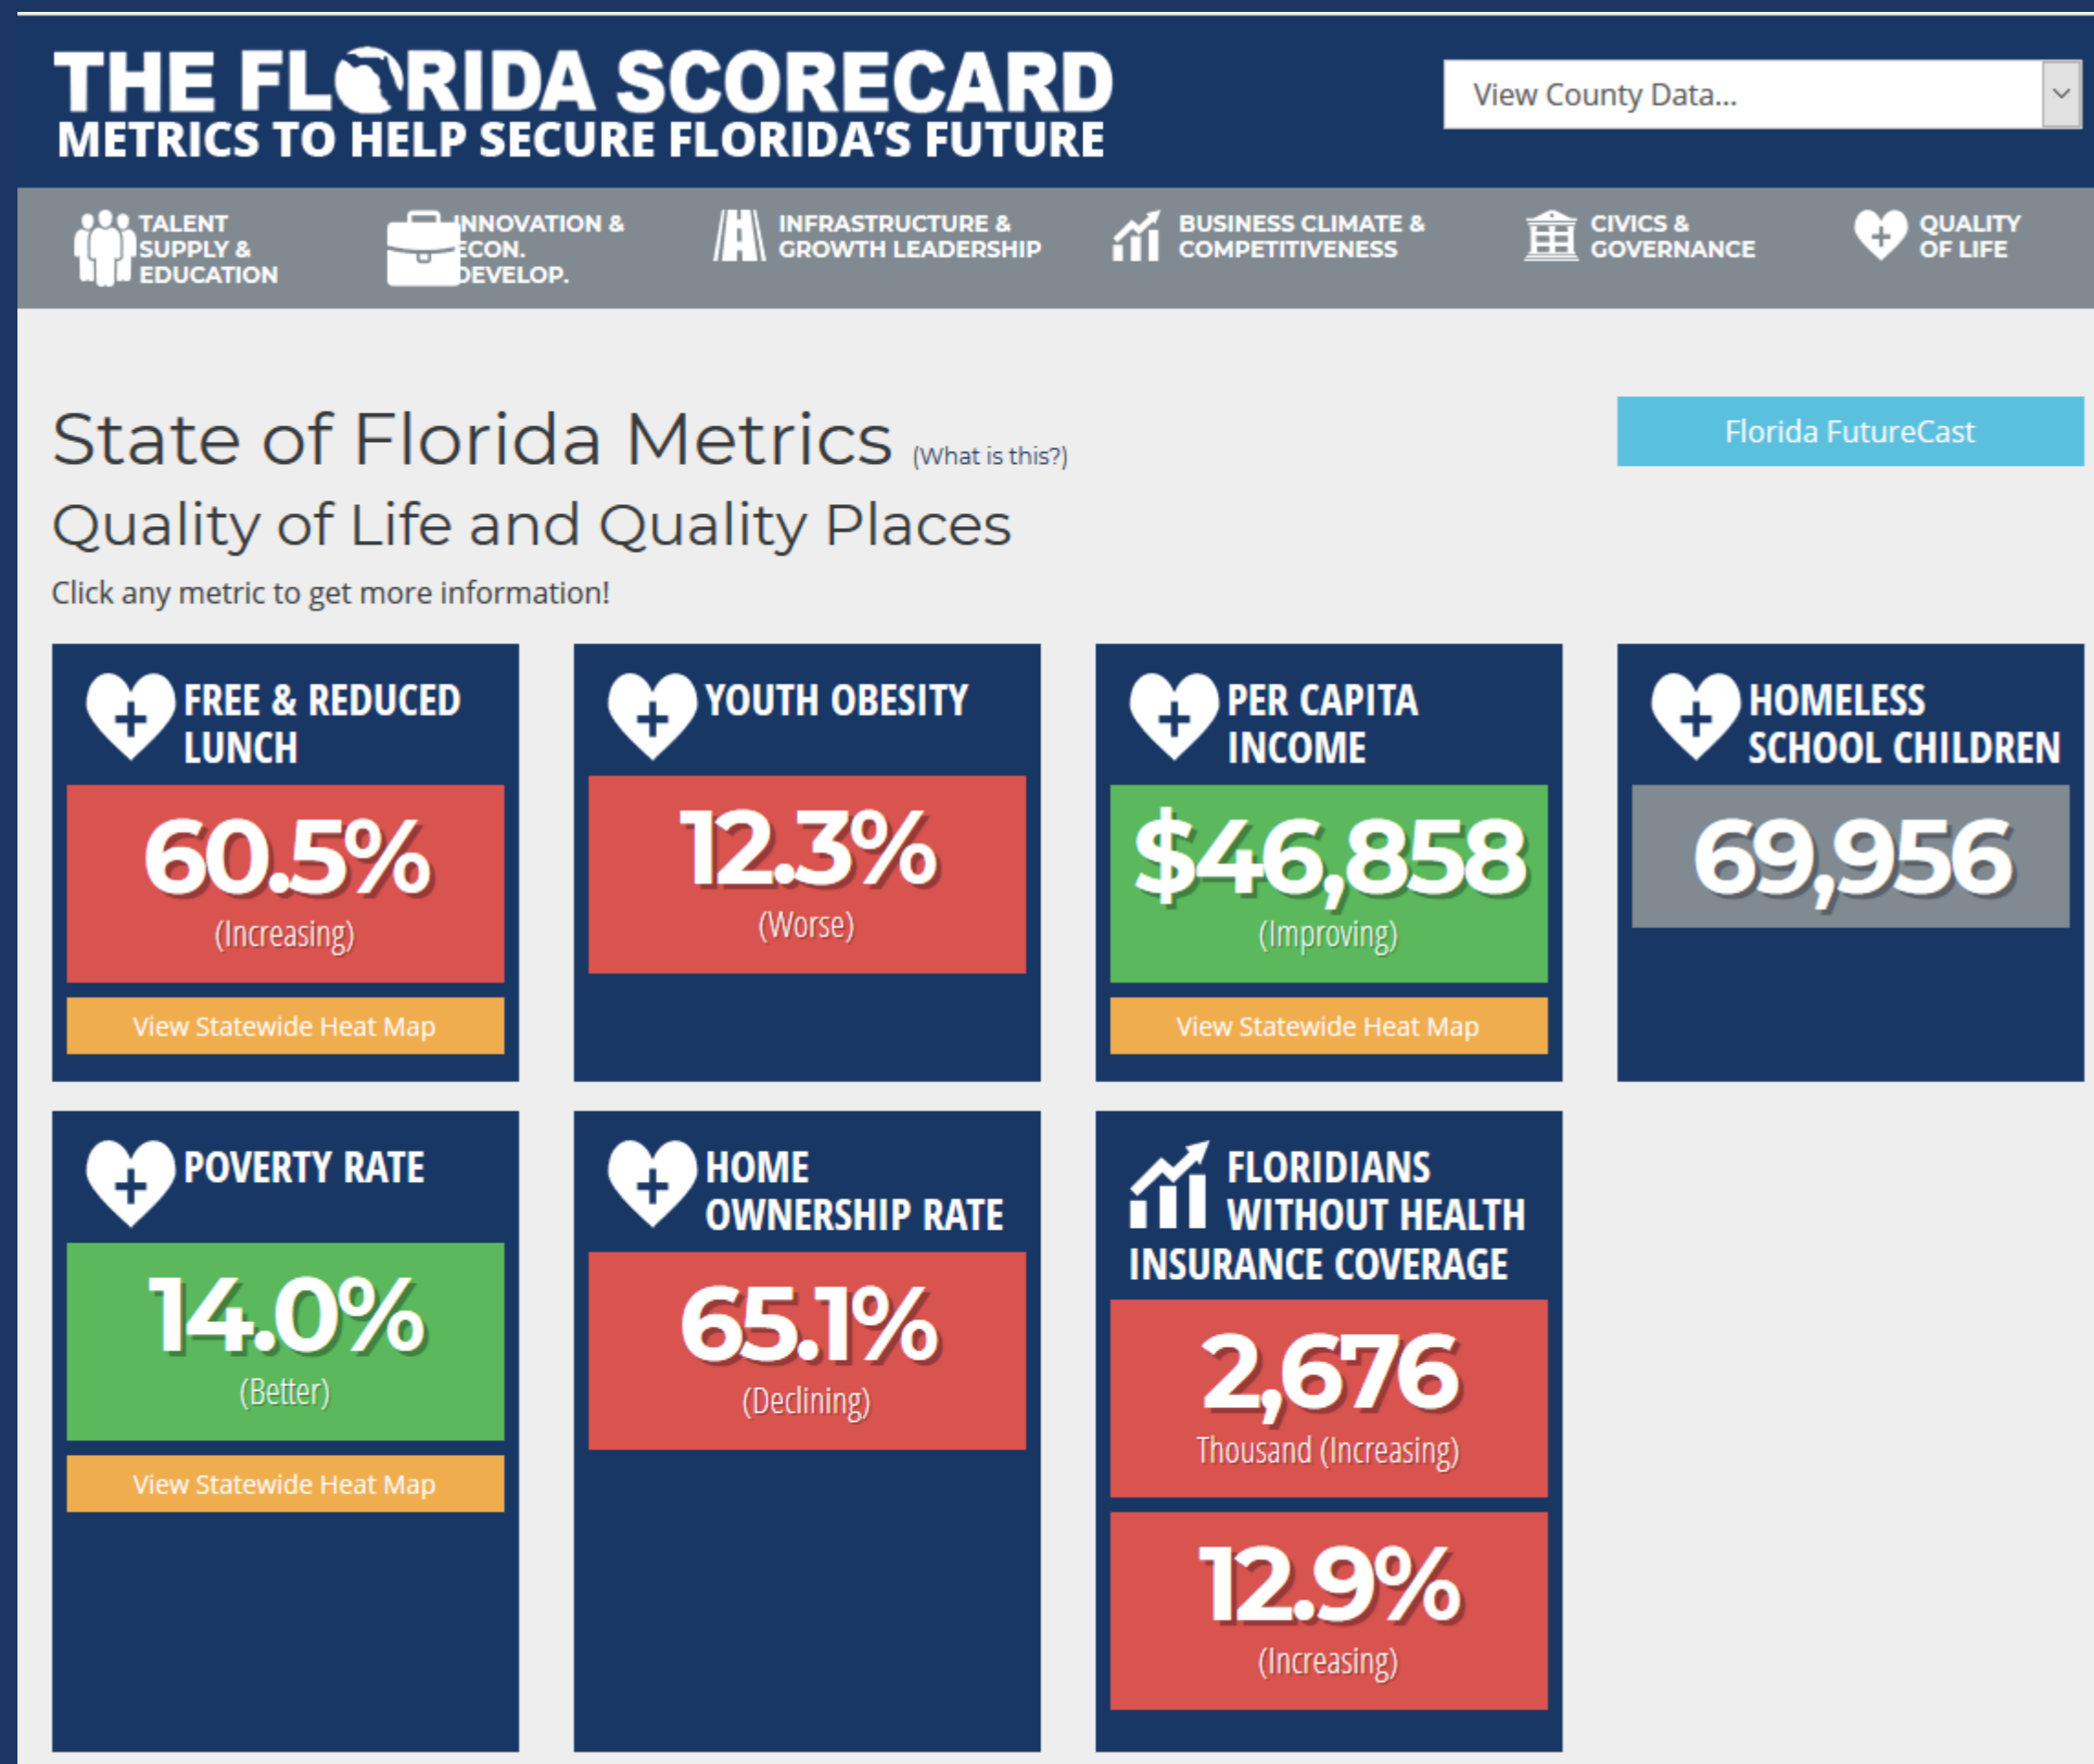 THE FLORIDA SCORECARD
METRICS TO HELP SECURE FLORIDA'S FUTURE
View County Data...
TALENT
SUPPLY &
EDUCATION
INNOVATION &
ECON.
DEVELOP.
INFRASTRUCTURE &
GROWTH LEADERSHIP
BUSINESS CLIMATE &
COMPETITIVENESS
CIVICS &
GOVERNANCE
QUALITY
OF LIFE
State of Florida Metrics (What is this?)
Florida FutureCast
Quality of Life and Quality Places
Click any metric to get more information!
FREE & REDUCED
LUNCH
60.5%
(Increasing)
View Statewide Heat Map
YOUTH OBESITY
12.3%
(Worse)
PER CAPITA
INCOME
$46,858
(Improving)
View Statewide Heat Map
HOMELESS
SCHOOL CHILDREN
69,956
POVERTY RATE
14.0%
(Better)
View Statewide Heat Map
HOME
OWNERSHIP RATE
65.1%
(Declining)
FLORIDIANS
WITHOUT HEALTH
INSURANCE COVERAGE
2,676
Thousand (Increasing)
12.9%
(Increasing)